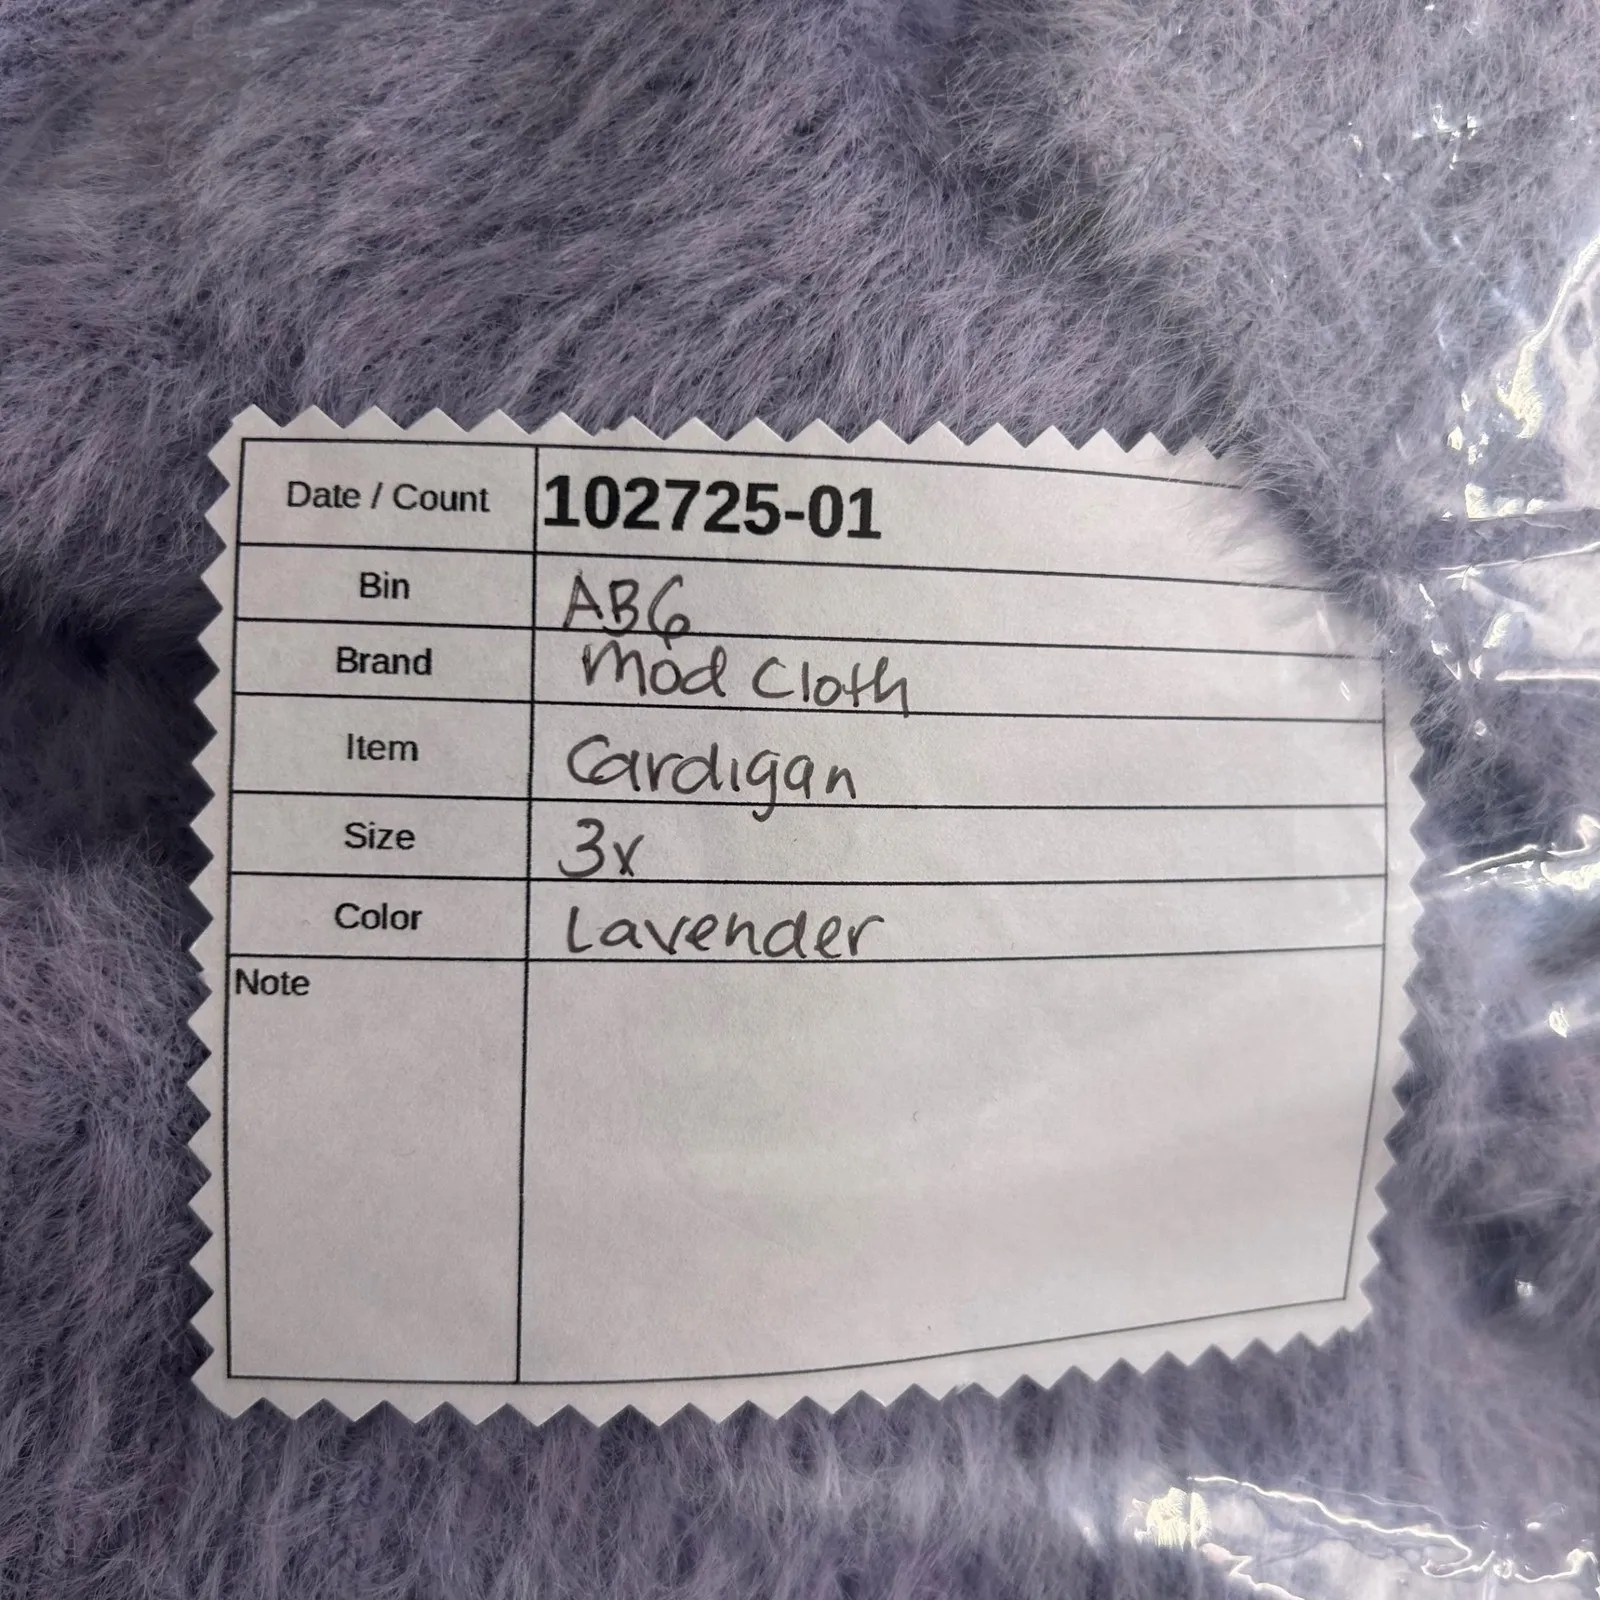 Date / Count 102725-01
Bin AB6
Brand Mod Cloth
Item Cardigan
Size 3x
Color Lavender
Note